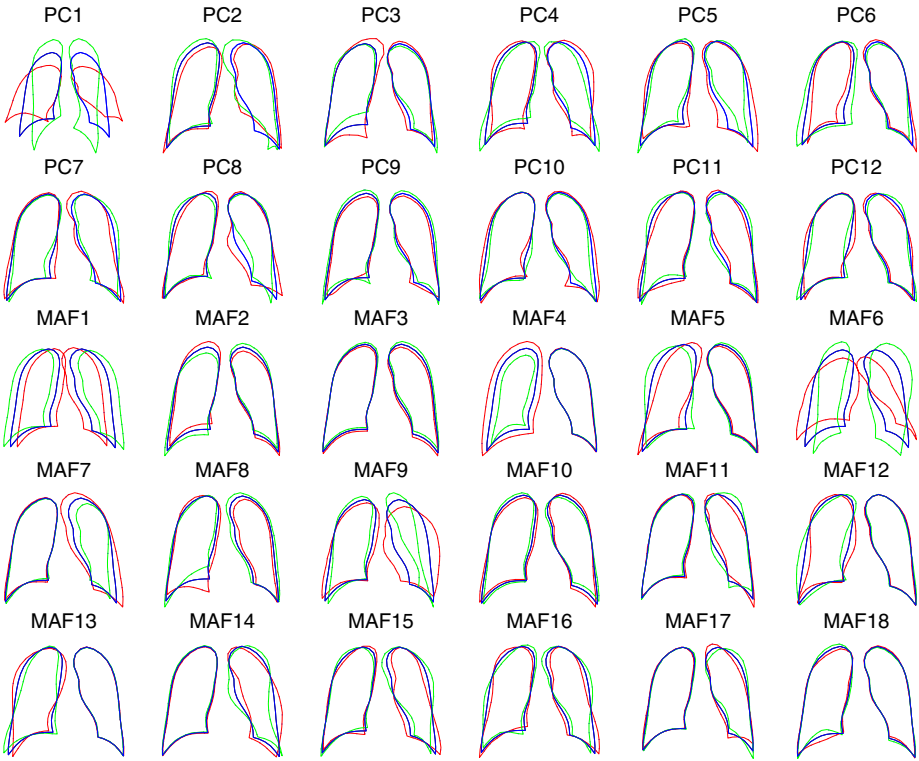 PC1 PC2 PC3 PC4 PC5 PC6
PC7 PC8 PC9 PC10 PC11 PC12
MAF1 MAF2 MAF3 MAF4 MAF5 MAF6
MAF7 MAF8 MAF9 MAF10 MAF11 MAF12
MAF13 MAF14 MAF15 MAF16 MAF17 MAF18